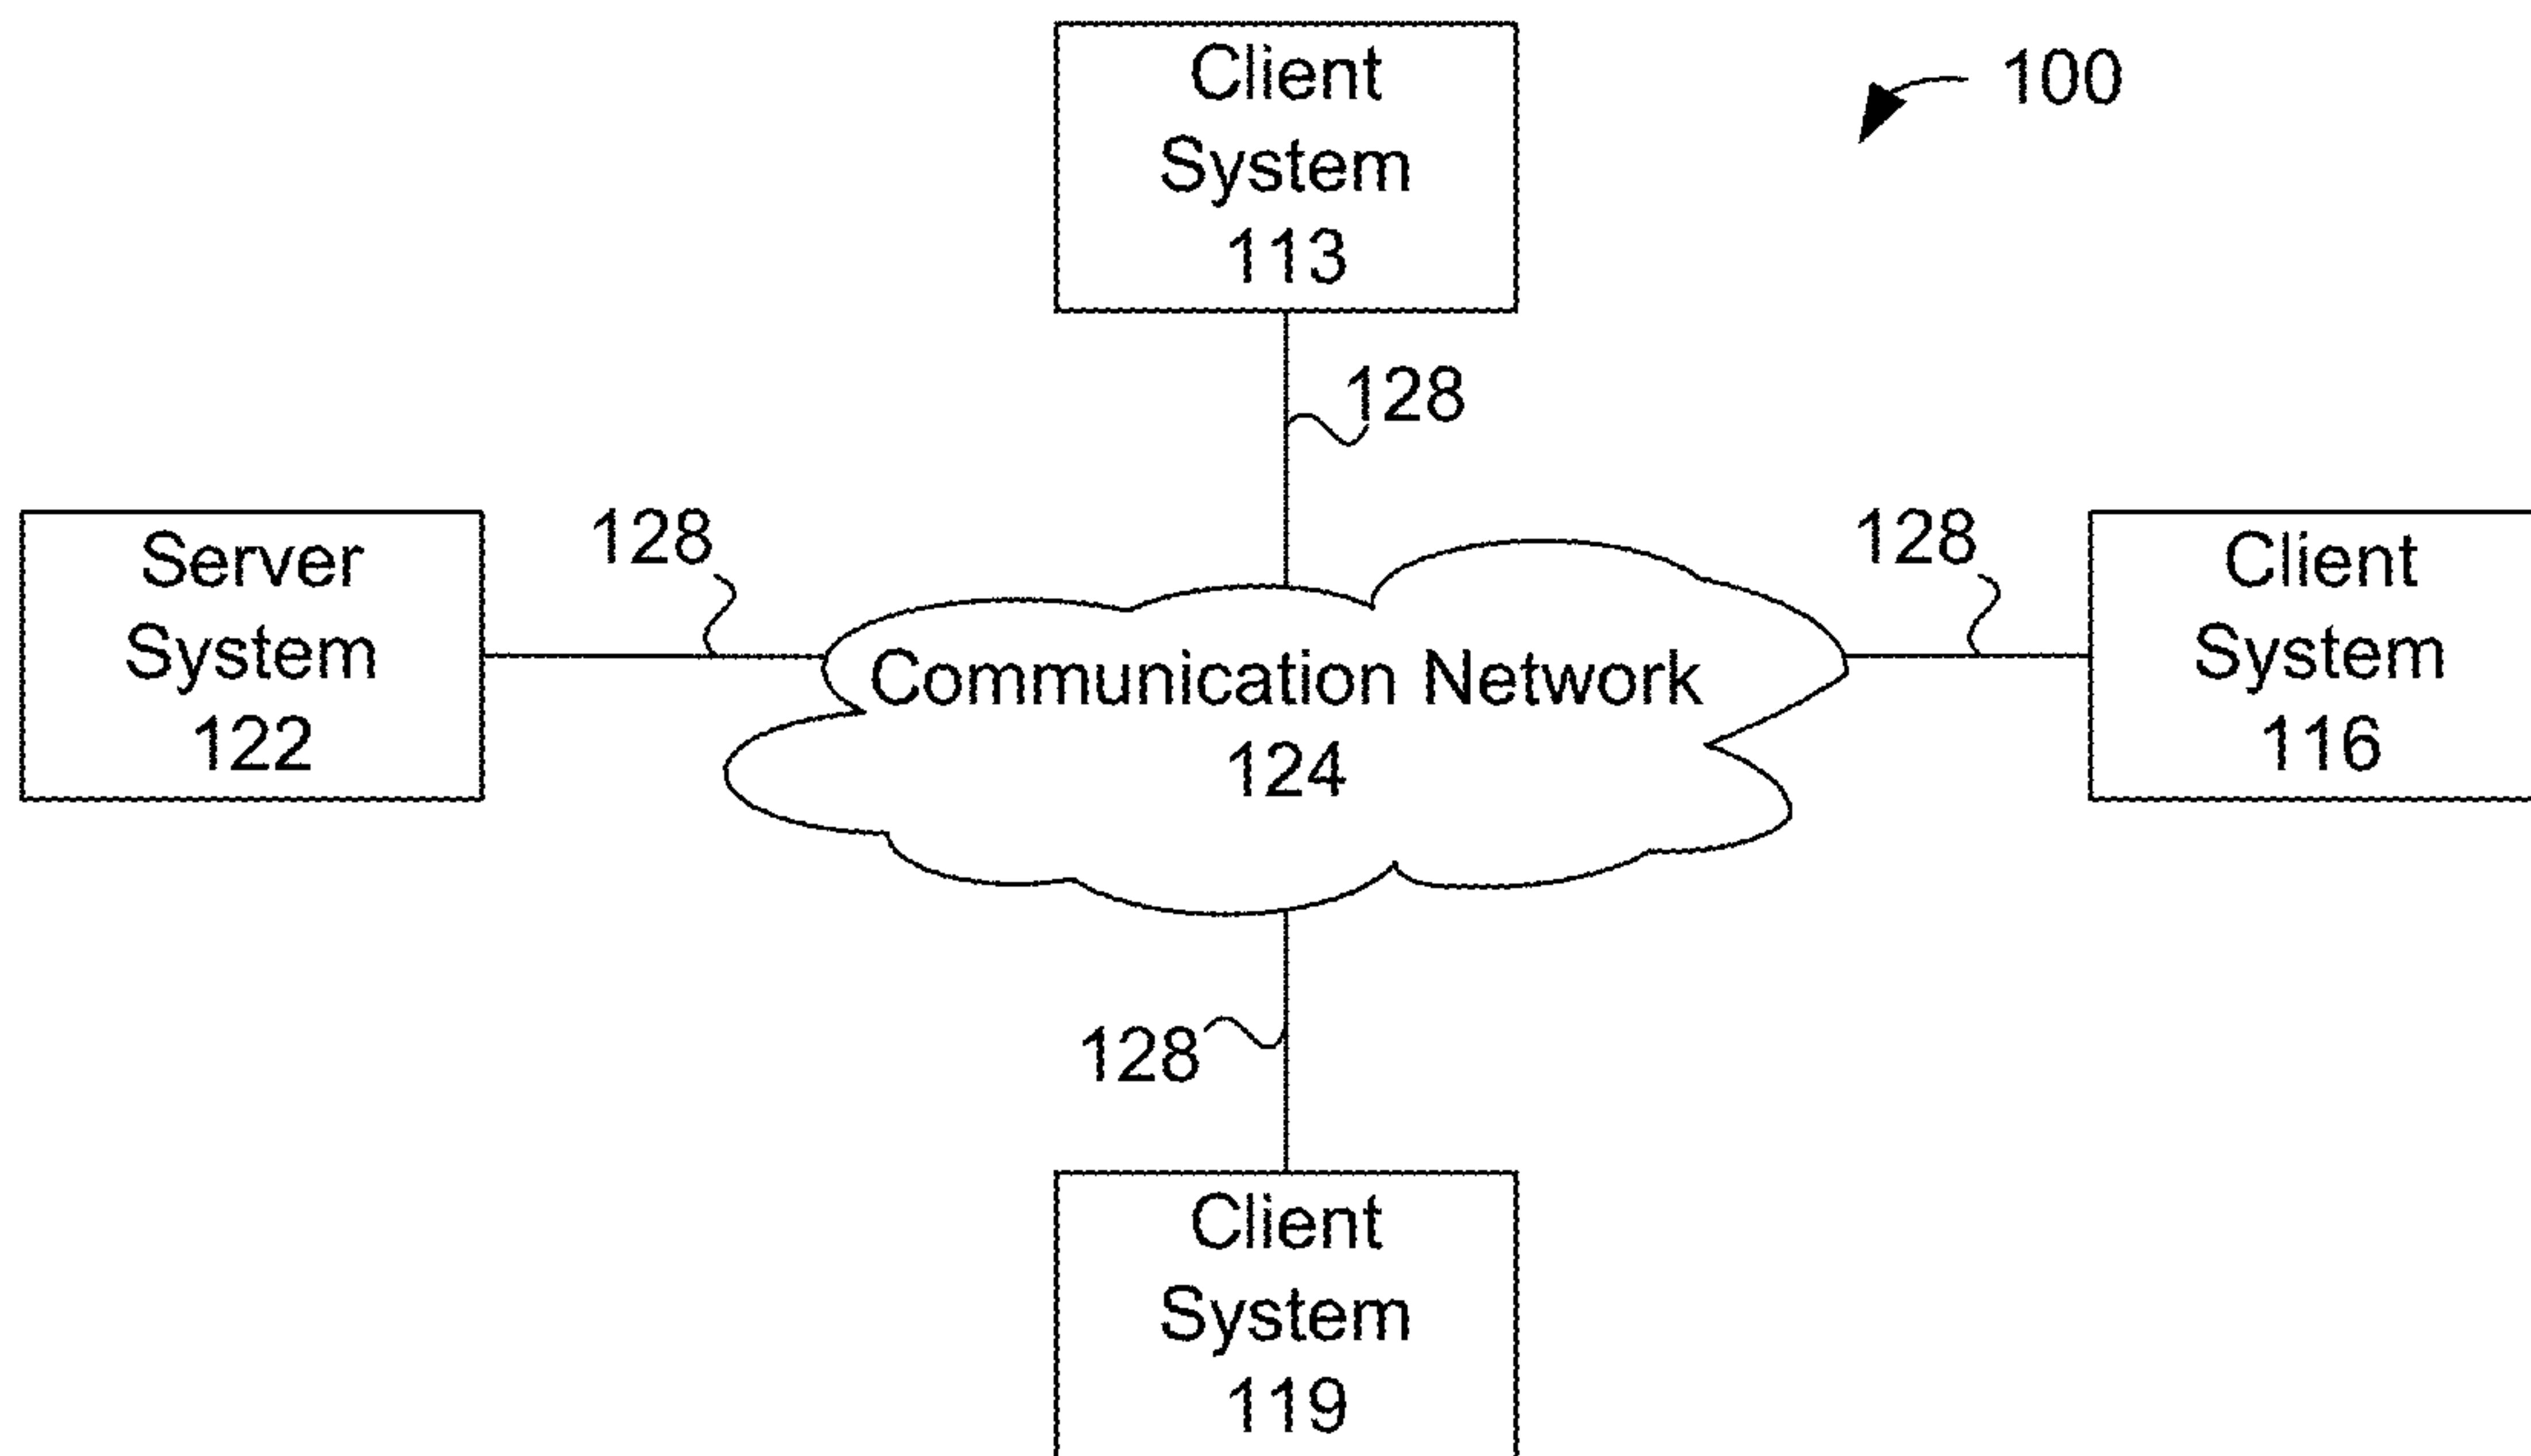 Client
System
113
100
128
Server
System
122
128
Communication Network
124
128
Client
System
116
128
Client
System
119